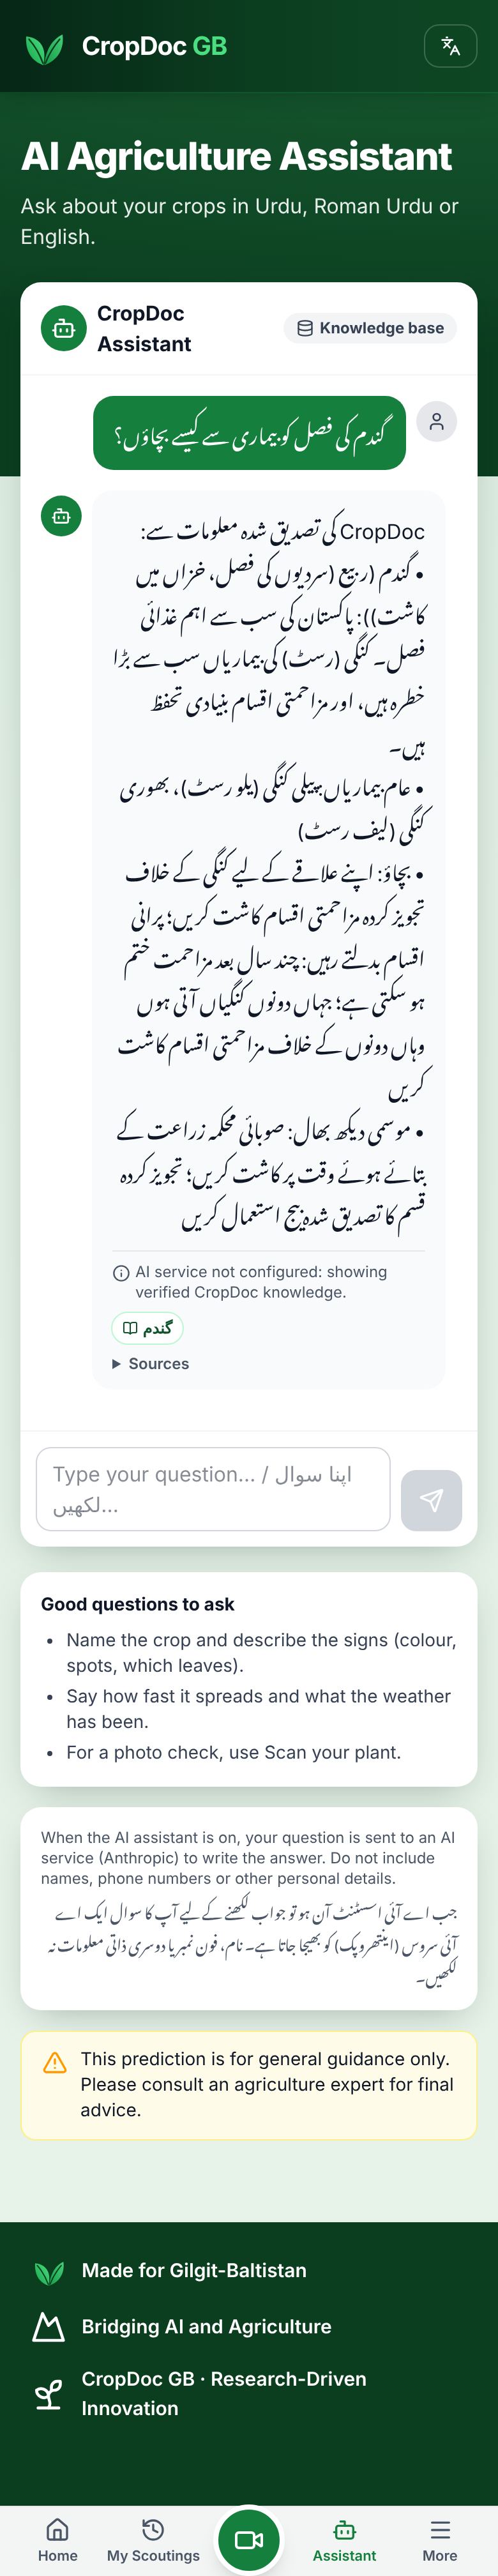 CropDoc GB
AI Agriculture Assistant
Ask about your crops in Urdu, Roman Urdu or
English.
CropDoc
Assistant
Knowledge base
گندم کی فصل کو بیماری سے کیسے بچاؤں؟
CropDoc کی تصدیق شدہ معلومات سے:
• گندم (ربیع (سردیوں کی فصل، خزاں میں
کاشت)): پاکستان کی سب سے اہم غذائی
فصل۔ کنگی (رسٹ) کی بیماریاں سب سے بڑا
خطرہ ہیں، اور مزاحمتی اقسام بنیادی تحفظ
ہیں۔
• عام بیماریاں: پیلی کنگی (یلو رسٹ)، بھوری
کنگی (لیف رسٹ)
• بچاؤ: اپنے علاقے کے لیے کنگی کے خلاف
تجویز کردہ مزاحمتی اقسام کاشت کریں؛ پرانی
اقسام بدلتے رہیں: چند سال بعد مزاحمت ختم
ہو سکتی ہے؛ جہاں دونوں کنگیاں آتی ہوں
وہاں دونوں کے خلاف مزاحمتی اقسام کاشت
کریں
• موسمی دیکھ بھال: صوبائی محکمہ زراعت کے
بتائے ہوئے وقت پر کاشت کریں؛ تجویز کردہ
قسم کا تصدیق شدہ بیج استعمال کریں
AI service not configured: showing
verified CropDoc knowledge.
گندم
Sources
Type your question... / اپنا سوال
لکھیں...
Good questions to ask
• Name the crop and describe the signs (colour,
spots, which leaves).
• Say how fast it spreads and what the weather
has been.
• For a photo check, use Scan your plant.
When the AI assistant is on, your question is sent to an AI
service (Anthropic) to write the answer. Do not include
names, phone numbers or other personal details.
جب اے آئی اسسٹنٹ آن ہو تو جواب لکھنے کے لیے آپ کا سوال ایک اے
آئی سروس (اینتھروپک) کو بھیجا جاتا ہے۔ نام، فون نمبر یا دوسری ذاتی معلومات نہ
لکھیں۔
This prediction is for general guidance only.
Please consult an agriculture expert for final
advice.
Made for Gilgit-Baltistan
Bridging AI and Agriculture
CropDoc GB · Research-Driven
Innovation
Home
My Scoutings
Assistant
More